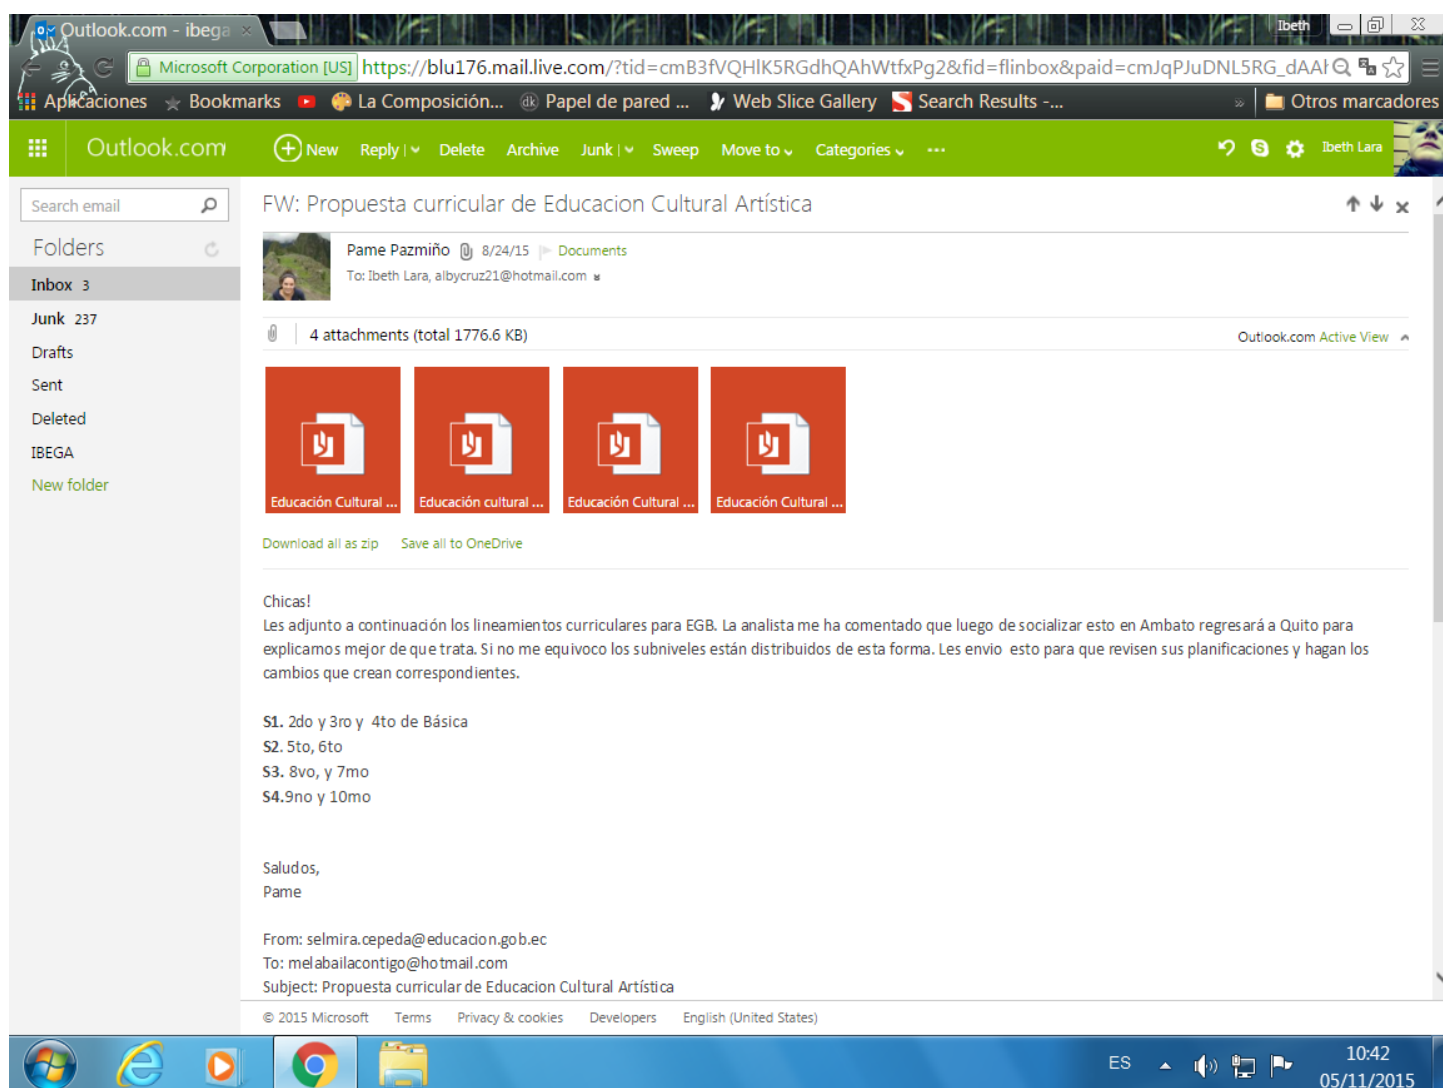 Outlook.com - ibega
Ibeth
Microsoft Corporation [US] https://blu176.mail.live.com/?tid=cmB3fVQHlK5RGdhQAhWtfxPg2&fid=flinbox&paid=cmJqPJuDNL5RG_dAAH
Aplicaciones Bookmarks La Composición... Papel de pared ... Web Slice Gallery Search Results -... » Otros marcadores
Outlook.com New Reply Delete Archive Junk Sweep Move to Categories ... Ibeth Lara
Search email
FW: Propuesta curricular de Educacion Cultural Artística
Folders
Pame Pazmiño 8/24/15 Documents
To: Ibeth Lara, albycruz21@hotmail.com
Inbox 3
Junk 237
4 attachments (total 1776.6 KB)
Outlook.com Active View
Drafts
Sent
Deleted
IBEGA
New folder
Educación Cultural ... Educación cultural ... Educación Cultural ... Educación Cultural ...
Download all as zip Save all to OneDrive
Chicas!
Les adjunto a continuación los lineamientos curriculares para EGB. La analista me ha comentado que luego de socializar esto en Ambato regresará a Quito para
explicarnos mejor de que trata. Si no me equivoco los subniveles están distribuidos de esta forma. Les envio esto para que revisen sus planificaciones y hagan los
cambios que crean correspondientes.
S1. 2do y 3ro y 4to de Básica
S2. 5to, 6to
S3. 8vo, y 7mo
S4.9no y 10mo
Saludos,
Pame
From: selmira.cepeda@educacion.gob.ec
To: melabailacontigo@hotmail.com
Subject: Propuesta curricular de Educacion Cultural Artística
© 2015 Microsoft Terms Privacy & cookies Developers English (United States)
ES
10:42
05/11/2015